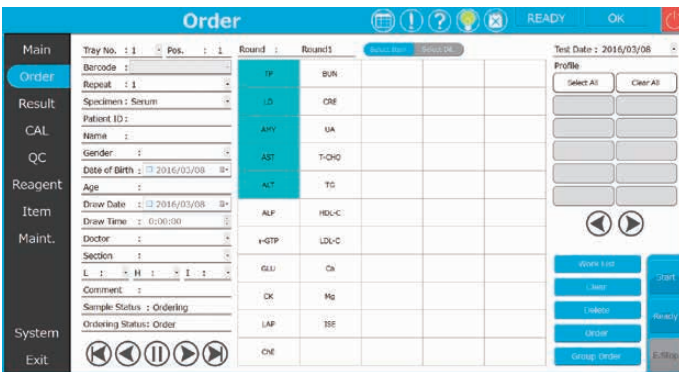 Order
READY
OK
Main
Order
Result
CAL
QC
Reagent
Item
Maint.
System
Exit
Tray No. : 1 Pos. : 1
Barcode :
Repeat : 1
Specimen : Serum
Patient ID :
Name :
Gender :
Date of Birth : 2016/03/08
Age :
Draw Date : 2016/03/08
Draw Time : 0:00:00
Doctor :
Section :
L : H : I :
Comment :
Sample Status : Ordering
Ordering Status: Order
Round : Round1
Select Item
Select Dil.
TP BUN
LD CRE
AMY UA
AST T-CHO
ALT TG
ALP HDL-C
r-GTP LDL-C
GLU Ca
CK Mg
LAP ISE
ChE
Test Date : 2016/03/08
Profile
Select All
Clear All
Work List
Clear
Delete
Order
Group Order
Start
Ready
E.Stop